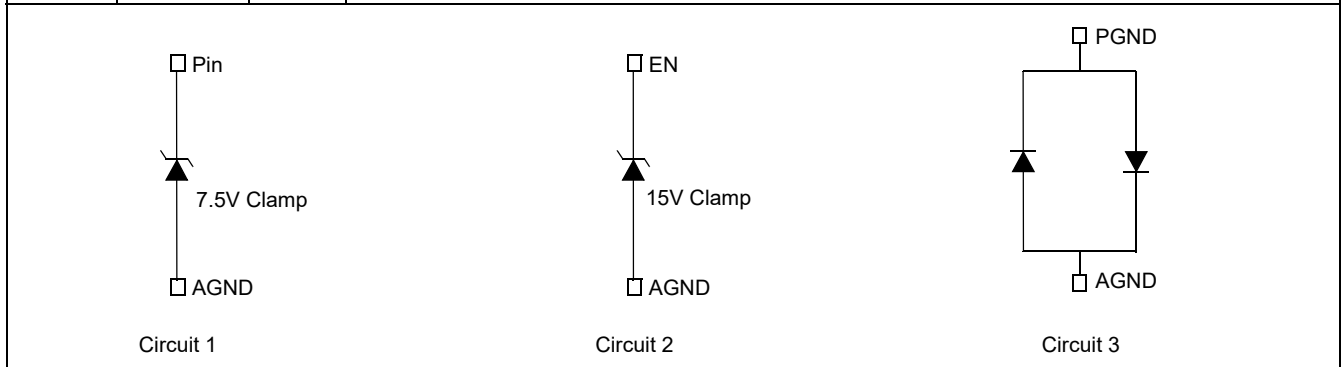 Pin
7.5V Clamp
AGND
Circuit 1
EN
15V Clamp
AGND
Circuit 2
PGND
AGND
Circuit 3